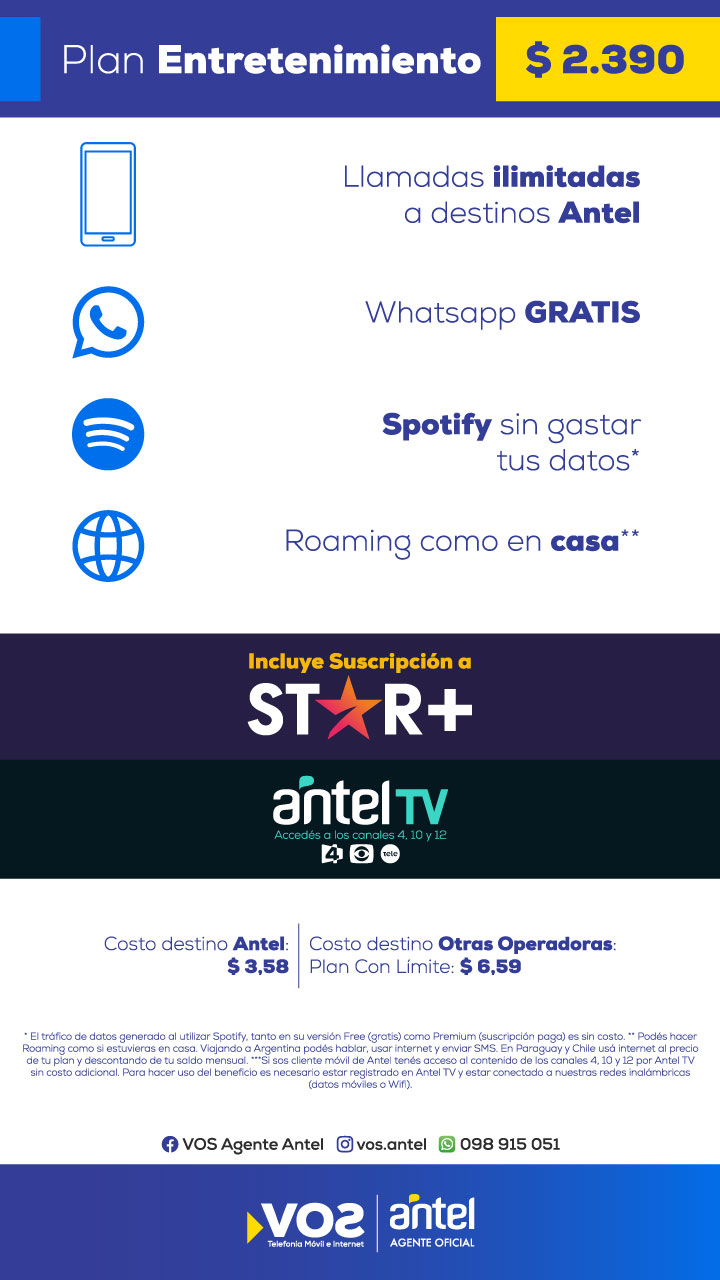 Plan Entretenimiento
$ 2.390
Llamadas ilimitadas
a destinos Antel
Whatsapp GRATIS
Spotify sin gastar
tus datos*
Roaming como en casa**
Incluye Suscripción a
STAR+
antel TV
Accedés a los canales 4, 10 y 12
4
tele
Costo destino Antel:
$ 3,58
Costo destino Otras Operadoras:
Plan Con Límite: $ 6,59
* El tráfico de datos generado al utilizar Spotify, tanto en su versión Free (gratis) como Premium (suscripción paga) es sin costo. ** Podés hacer
Roaming como si estuvieras en casa. Viajando a Argentina podés hablar, usar internet y enviar SMS. En Paraguay y Chile usá internet al precio
de tu plan y descontando de tu saldo mensual. ***Si sos cliente móvil de Antel tenés acceso al contenido de los canales 4, 10 y 12 por Antel TV
sin costo adicional. Para hacer uso del beneficio es necesario estar registrado en Antel TV y estar conectado a nuestras redes inalámbricas
(datos móviles o Wifi).
VOS Agente Antel vos.antel 098 915 051
VOS
Telefonía Móvil e Internet
antel
AGENTE OFICIAL